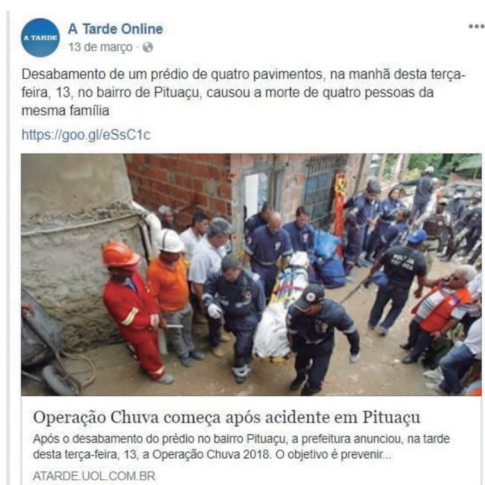 A TARDE
A Tarde Online
13 de março ·
Desabamento de um prédio de quatro pavimentos, na manhã desta terça-
feira, 13, no bairro de Pituaçu, causou a morte de quatro pessoas da
mesma família
https://goo.gl/eSsC1c
Operação Chuva começa após acidente em Pituaçu
Após o desabamento do prédio no bairro Pituaçu, a prefeitura anunciou, na tarde
desta terça-feira, 13, a Operação Chuva 2018. O objetivo é prevenir...
ATARDE.UOL.COM.BR